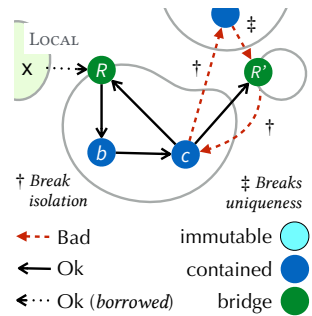 LOCAL
‡
x
R
†
R'
†
b
c
† Break
isolation
‡ Breaks
uniqueness
Bad
immutable
Ok
contained
Ok (borrowed)
bridge